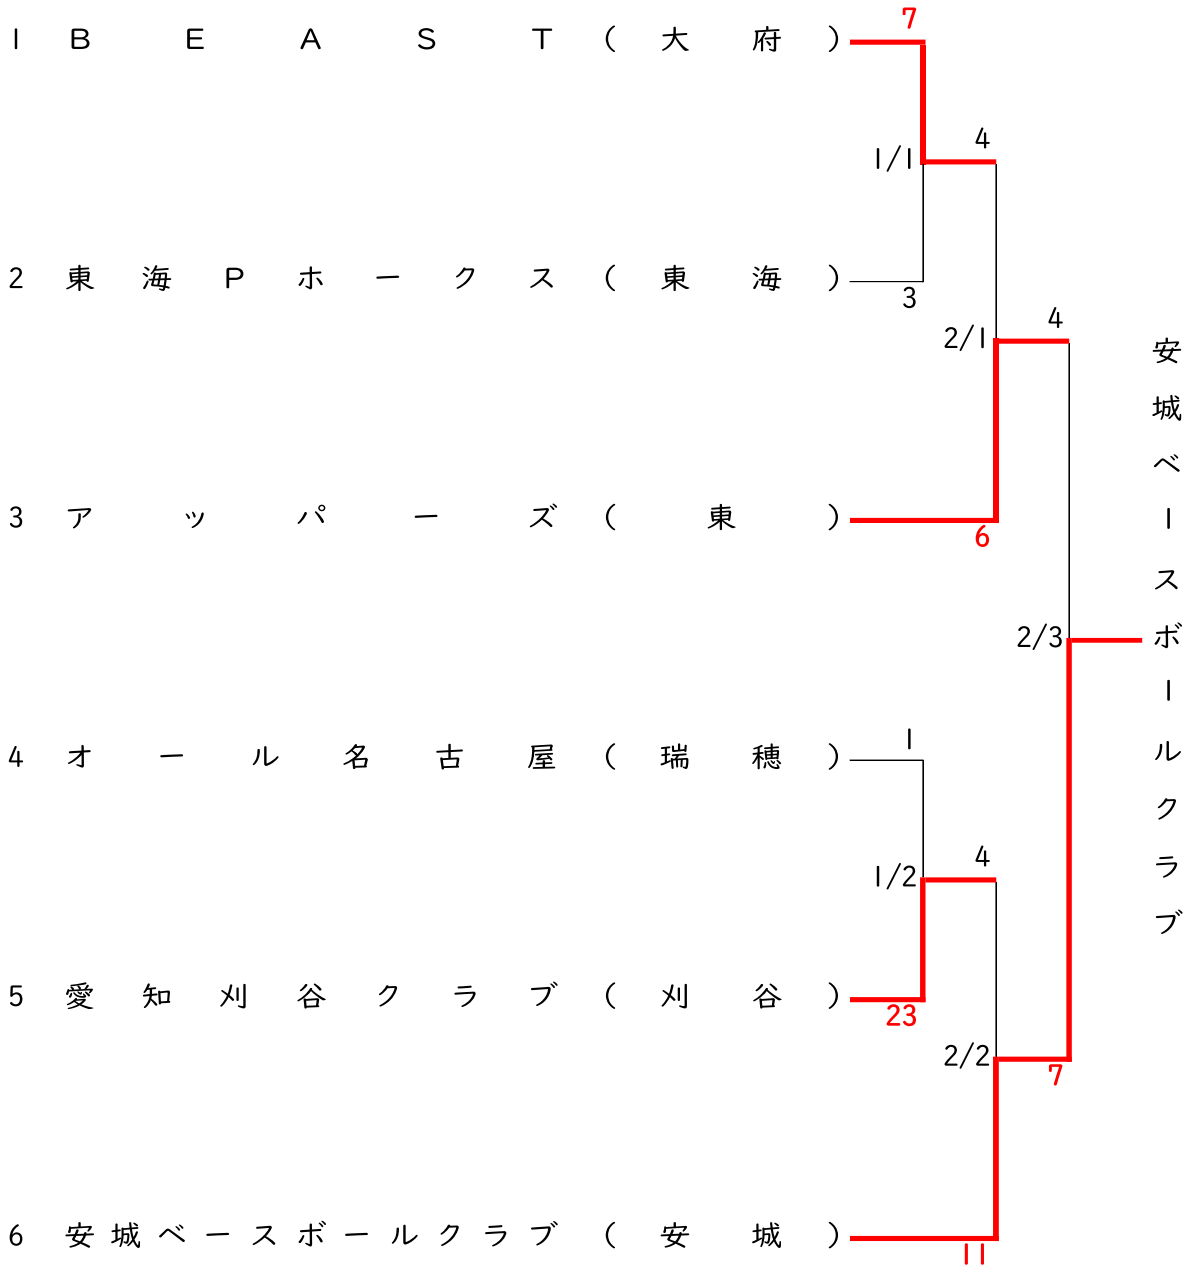 1 BEAST(大府)
7
1/1
4
2 東海Pホークス(東海)
3
2/1
4
3 アッパーズ(東)
6
2/3
安城ベースボールクラブ
4 オール名古屋(瑞穂)
1
1/2
4
5 愛知刈谷クラブ(刈谷)
23
2/2
7
6 安城ベースボールクラブ(安城)
11